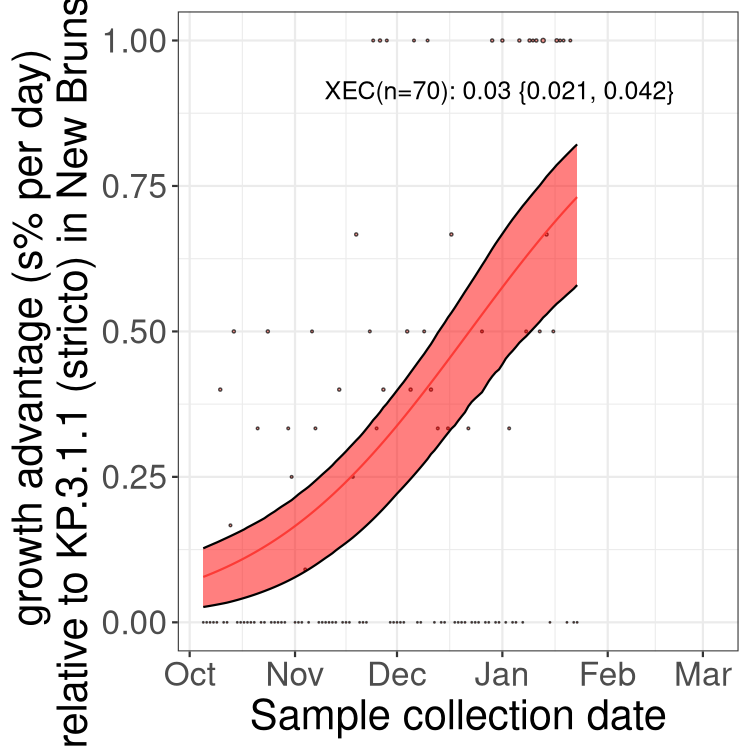 growth advantage (s% per day)
relative to KP.3.1.1 (stricto) in New Bruns
1.00
0.75
0.50
0.25
0.00
XEC(n=70): 0.03 {0.021, 0.042}
Oct Nov Dec Jan Feb Mar
Sample collection date